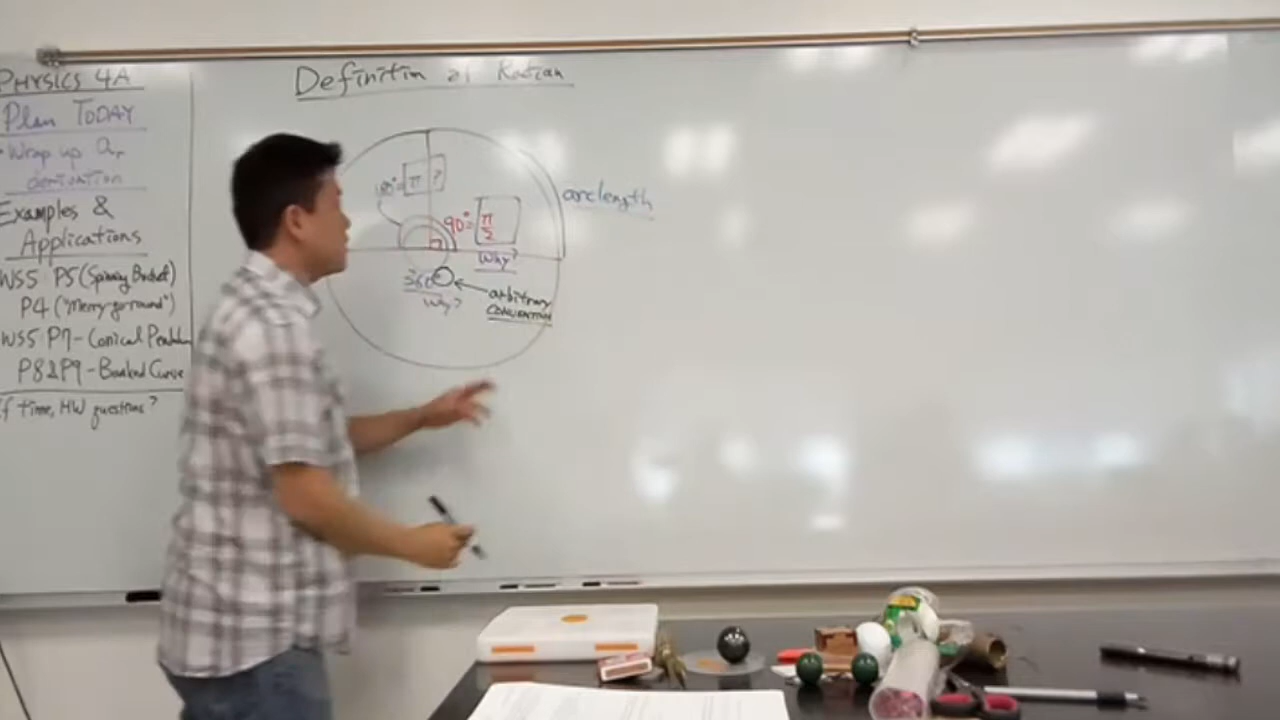 PHYSICS 4A
Plan TODAY
• Wrap up ar
derivation
Examples &
Applications
WS5 P5 (Spinning Bucket)
P4 ("Merry-go-round")
WS5 P7 - Conical Pendulum
P8&P9 - Banked Curve
If time, HW questions?
Definition of Radian
180° = π ?
90° = π/2
Why?
360°
Why?
arbitrary
CONVENTION
arclength